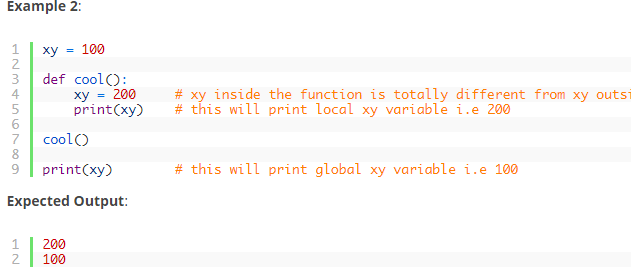 Example 2:
1 xy = 100
2
3 def cool():
4     xy = 200     # xy inside the function is totally different from xy
5     print(xy)    # this will print local xy variable i.e 200
6
7 cool()
8
9 print(xy)        # this will print global xy variable i.e 100
Expected Output:
1 200
2 100